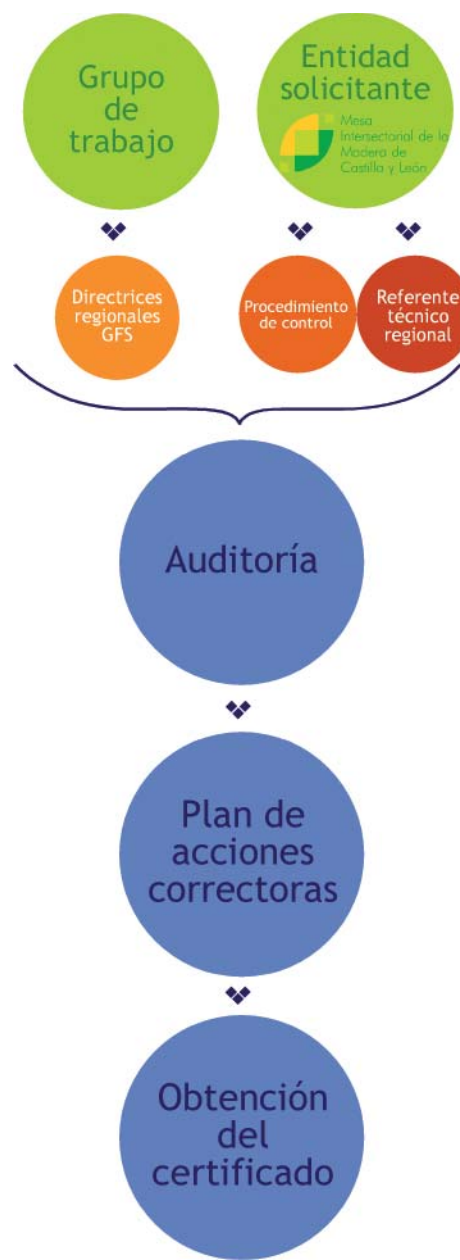 Grupo
de
trabajo
Entidad
solicitante
Mesa
Intersectorial de la
Madera de
Castilla y León
Directrices
regionales
GFS
Procedimiento
de control
Referente
técnico
regional
Auditoría
Plan de
acciones
correctoras
Obtención
del
certificado